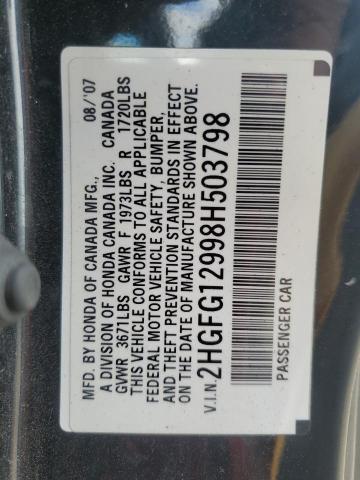 MFD. BY HONDA OF CANADA MFG., 08/'07
A DIVISION OF HONDA CANADA INC. CANADA
GVWR 3671LBS GAWR F 1973LBS R 1720LBS
THIS VEHICLE CONFORMS TO ALL APPLICABLE
FEDERAL MOTOR VEHICLE SAFETY, BUMPER,
AND THEFT PREVENTION STANDARDS IN EFFECT
ON THE DATE OF MANUFACTURE SHOWN ABOVE.
V.I.N. 2HGFG12998H503798
PASSENGER CAR